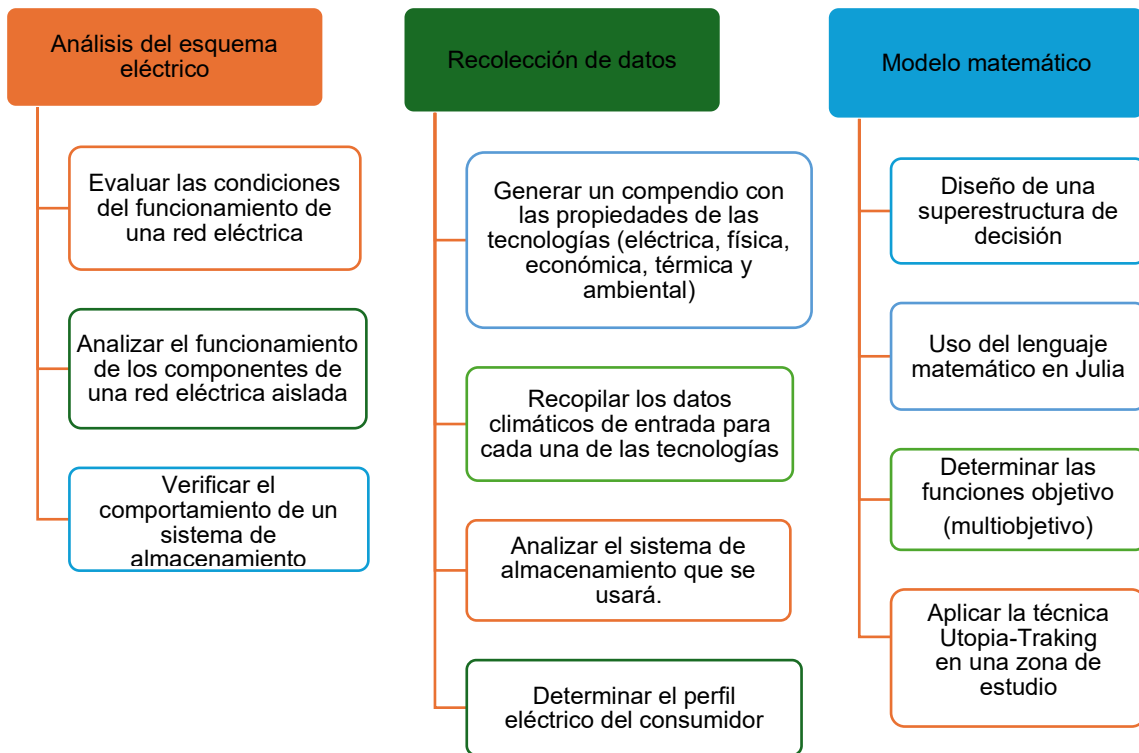 Análisis del esquema
eléctrico
Evaluar las condiciones
del funcionamiento de
una red eléctrica
Analizar el funcionamiento
de los componentes de
una red eléctrica aislada
Verificar el
comportamiento de un
sistema de
almacenamiento
Recolección de datos
Generar un compendio con
las propiedades de las
tecnologías (eléctrica, física,
económica, térmica y
ambiental)
Recopilar los datos
climáticos de entrada para
cada una de las tecnologías
Analizar el sistema de
almacenamiento que se
usará.
Determinar el perfil
eléctrico del consumidor
Modelo matemático
Diseño de una
superestructura de
decisión
Uso del lenguaje
matemático en Julia
Determinar las
funciones objetivo
(multiobjetivo)
Aplicar la técnica
Utopia-Traking
en una zona de
estudio